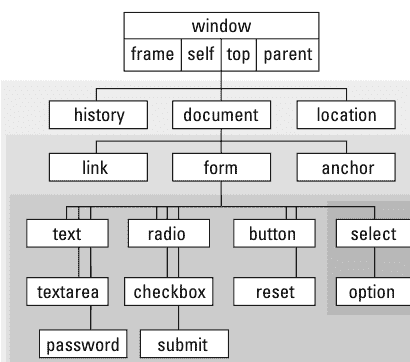 window
frame self top parent
history document location
link form anchor
text radio button select
textarea checkbox reset option
password submit